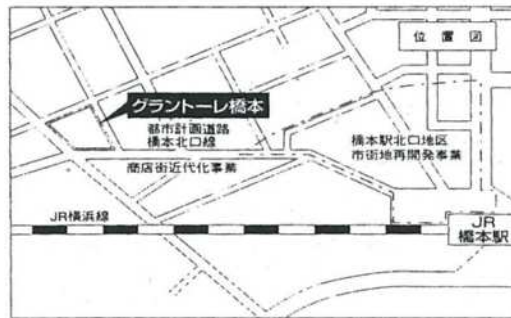 位置図
グラントーレ橋本
都市計画道路
橋本北口線
橋本駅北口地区
市街地再開発事業
商店街近代化事業
JR横浜線
JR
橋本駅